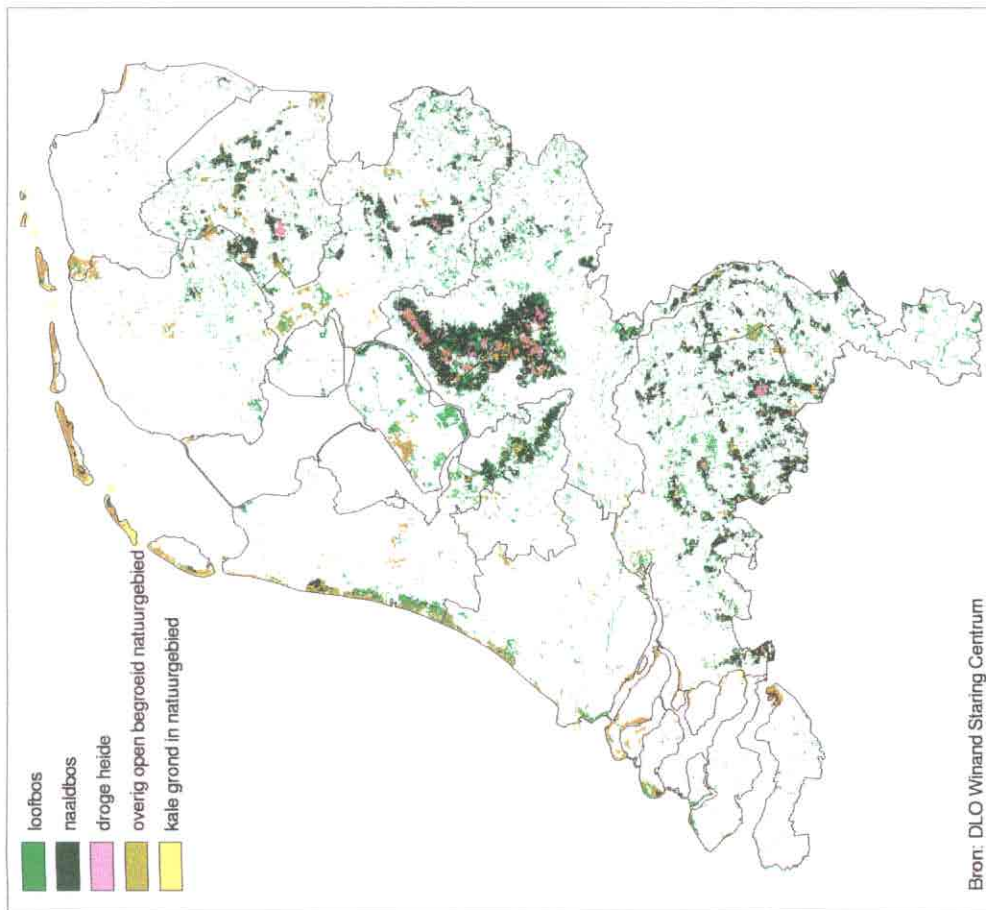 loofbos
naaldbos
droge heide
overig open begroeid natuurgebied
kale grond in natuurgebied
Bron: DLO Winand Staring Centrum